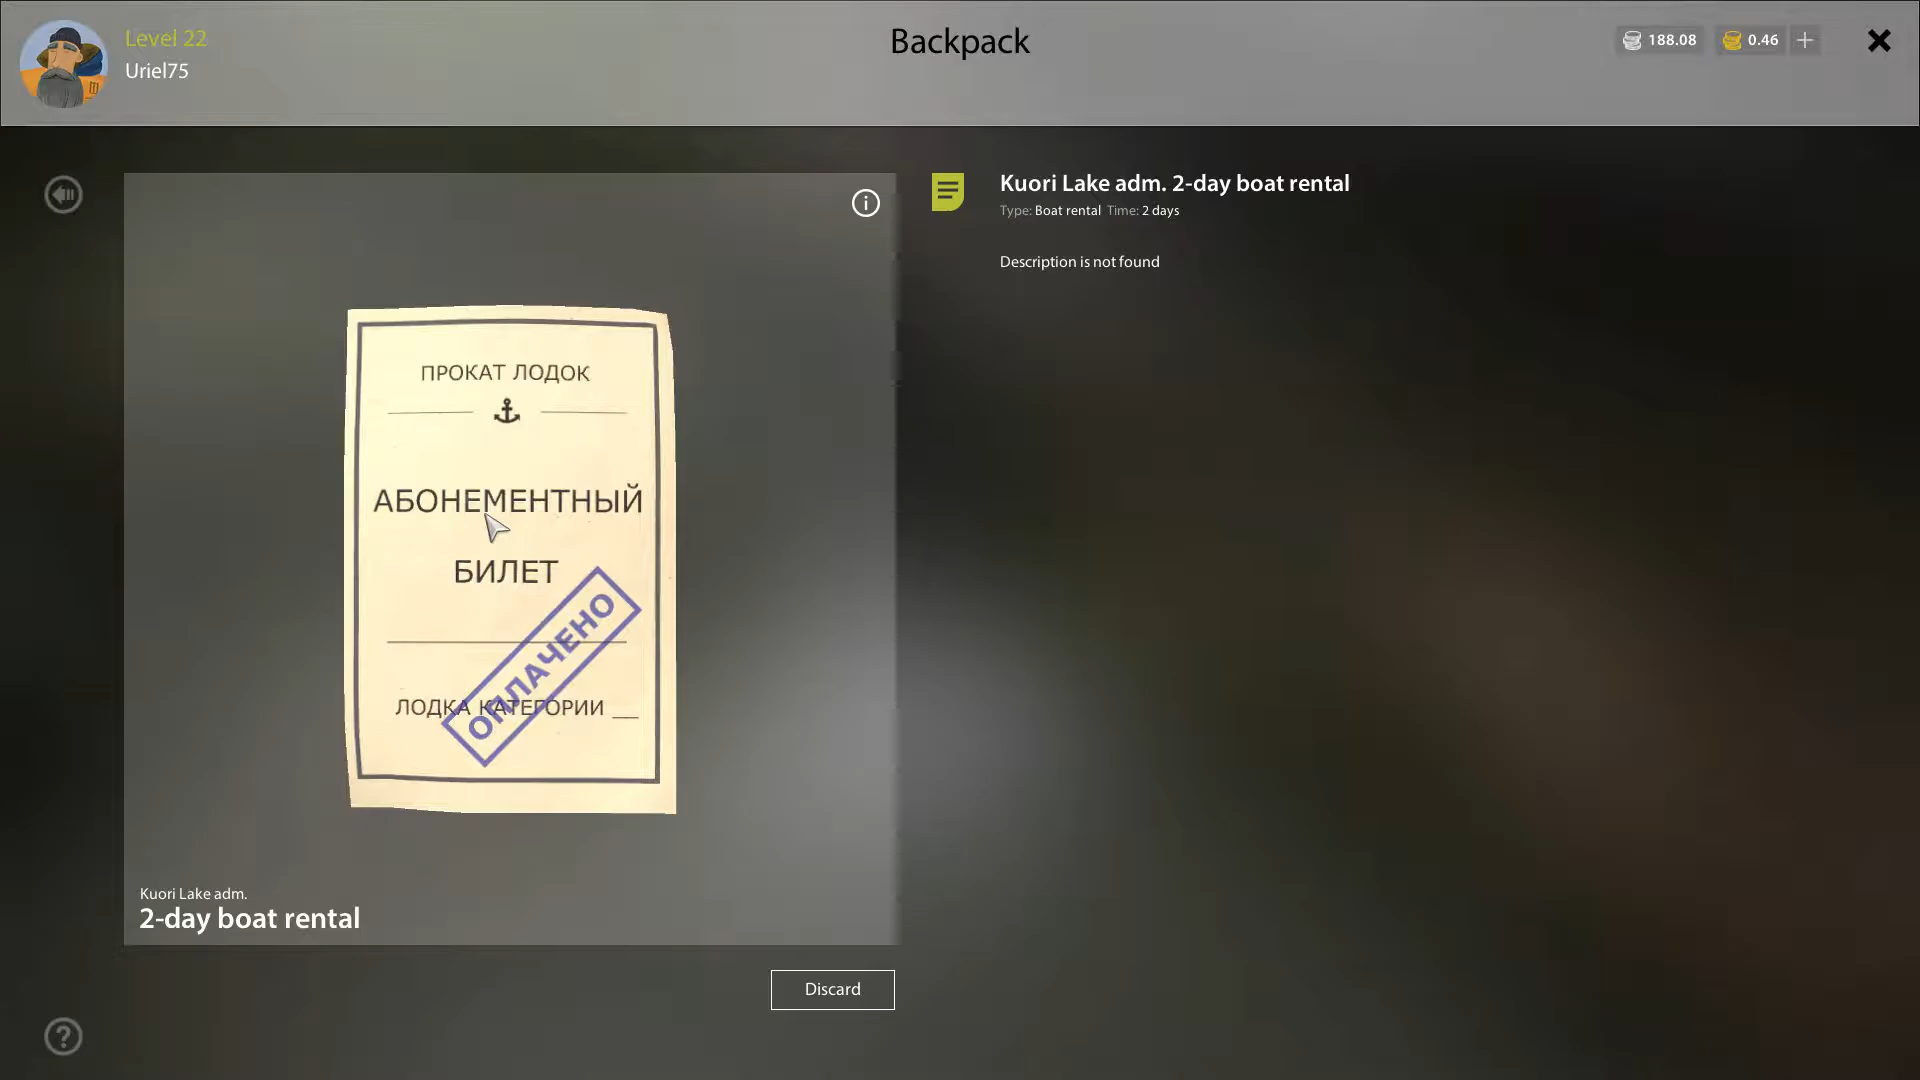 Level 22
Uriel75
Backpack
188.08
0.46
Kuori Lake adm. 2-day boat rental
Type: Boat rental Time: 2 days
Description is not found
ПРОКАТ ЛОДОК
АБОНЕМЕНТНЫЙ
БИЛЕТ
ОПЛАЧЕНО
ЛОДКА КАТЕГОРИИ __
Kuori Lake adm.
2-day boat rental
Discard